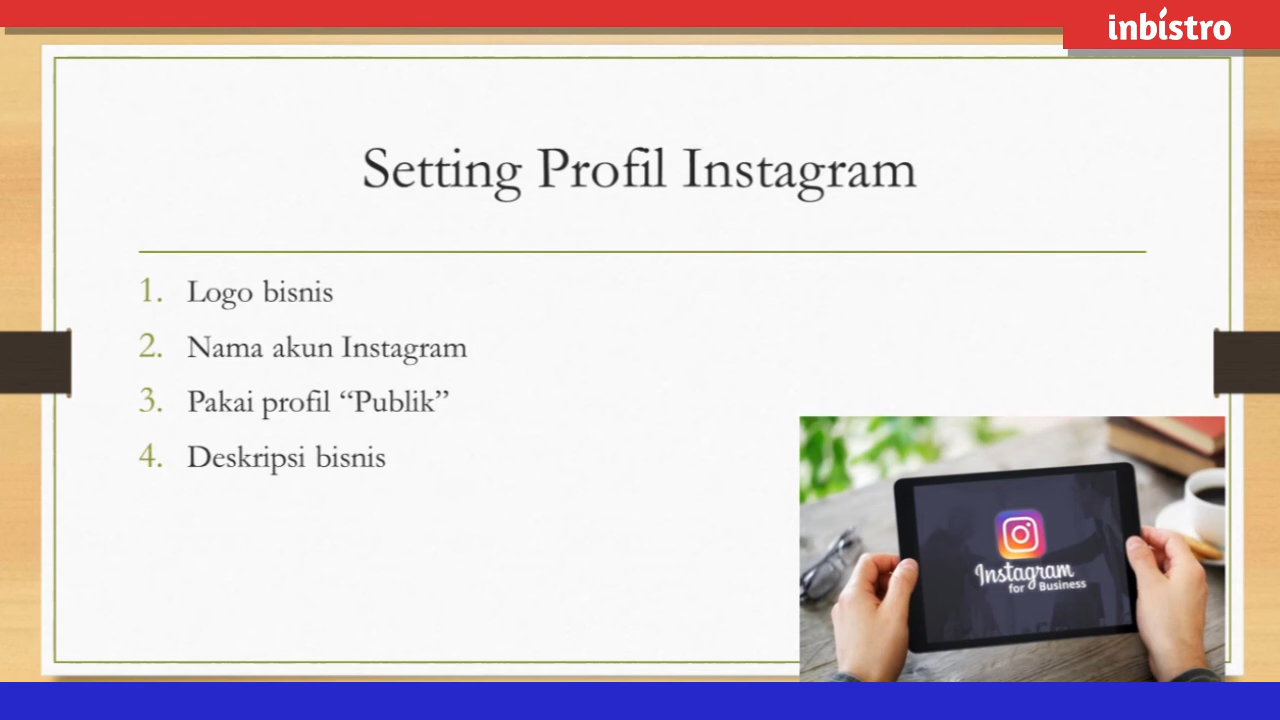 inbistro
Setting Profil Instagram
1. Logo bisnis
2. Nama akun Instagram
3. Pakai profil “Publik”
4. Deskripsi bisnis
Instagram
for Business